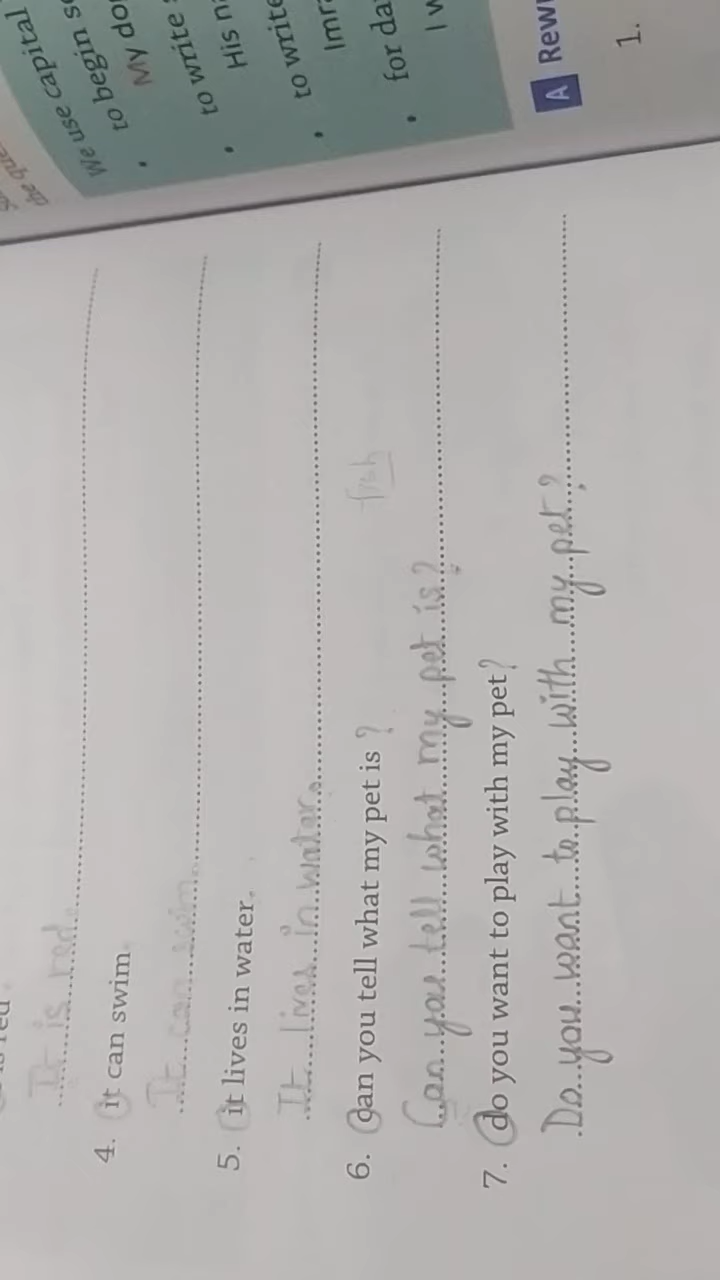 It is red.
4. it can swim.
It can swim.
5. it lives in water.
It lives in water.
6. can you tell what my pet is ?
fish
Can you tell what my pet is?
7. do you want to play with my pet?
Do you want to play with my pet?
the que
We use capital
• to begin
My
• to write
His
• to write
• for
I
A
1.